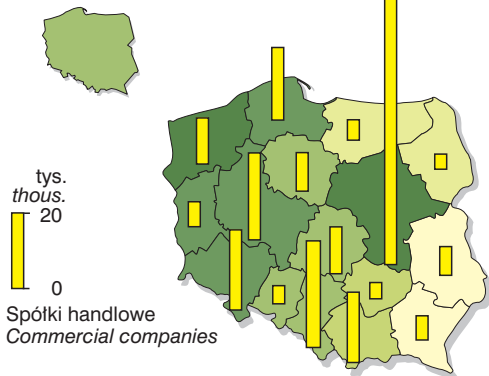 tys.
thous.
20
0
Spółki handlowe
Commercial companies